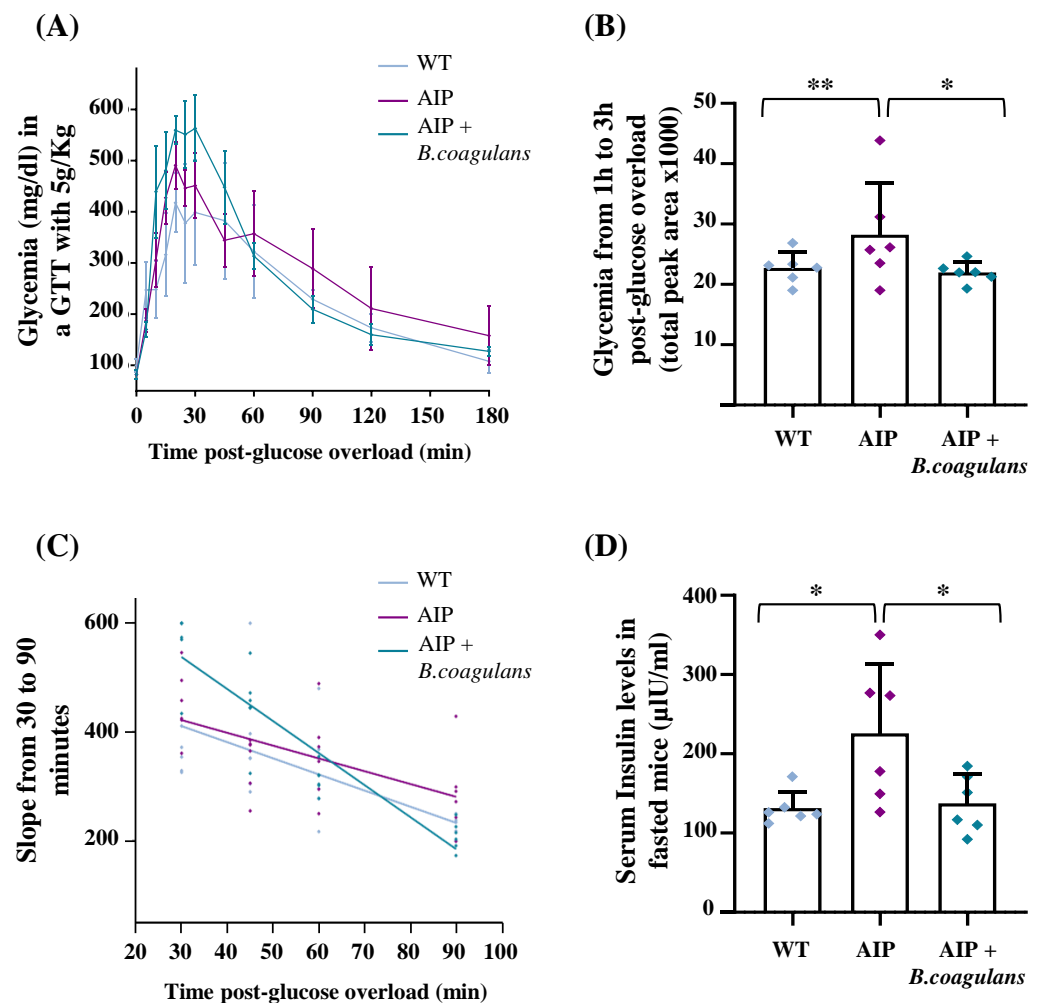 (A)
WT
AIP
AIP +
B.coagulans
Glycemia (mg/dl) in
a GTT with 5g/Kg
600
500
400
300
200
100
0
30
60
90
120
150
180
Time post-glucose overload (min)
(B)
**
*
Glycemia from 1h to 3h
post-glucose overload
(total peak area x1000)
50
40
30
20
10
WT
AIP
AIP +
B.coagulans
(C)
WT
AIP
AIP +
B.coagulans
Slope from 30 to 90
minutes
600
400
200
20
30
40
50
60
70
80
90
100
Time post-glucose overload (min)
(D)
*
*
Serum Insulin levels in
fasted mice (µIU/ml)
400
300
200
100
0
WT
AIP
AIP +
B.coagulans